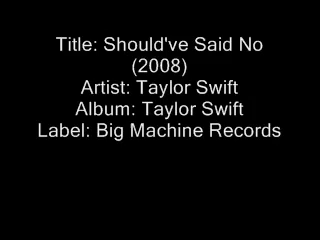 Title: Should've Said No
(2008)
Artist: Taylor Swift
Album: Taylor Swift
Label: Big Machine Records